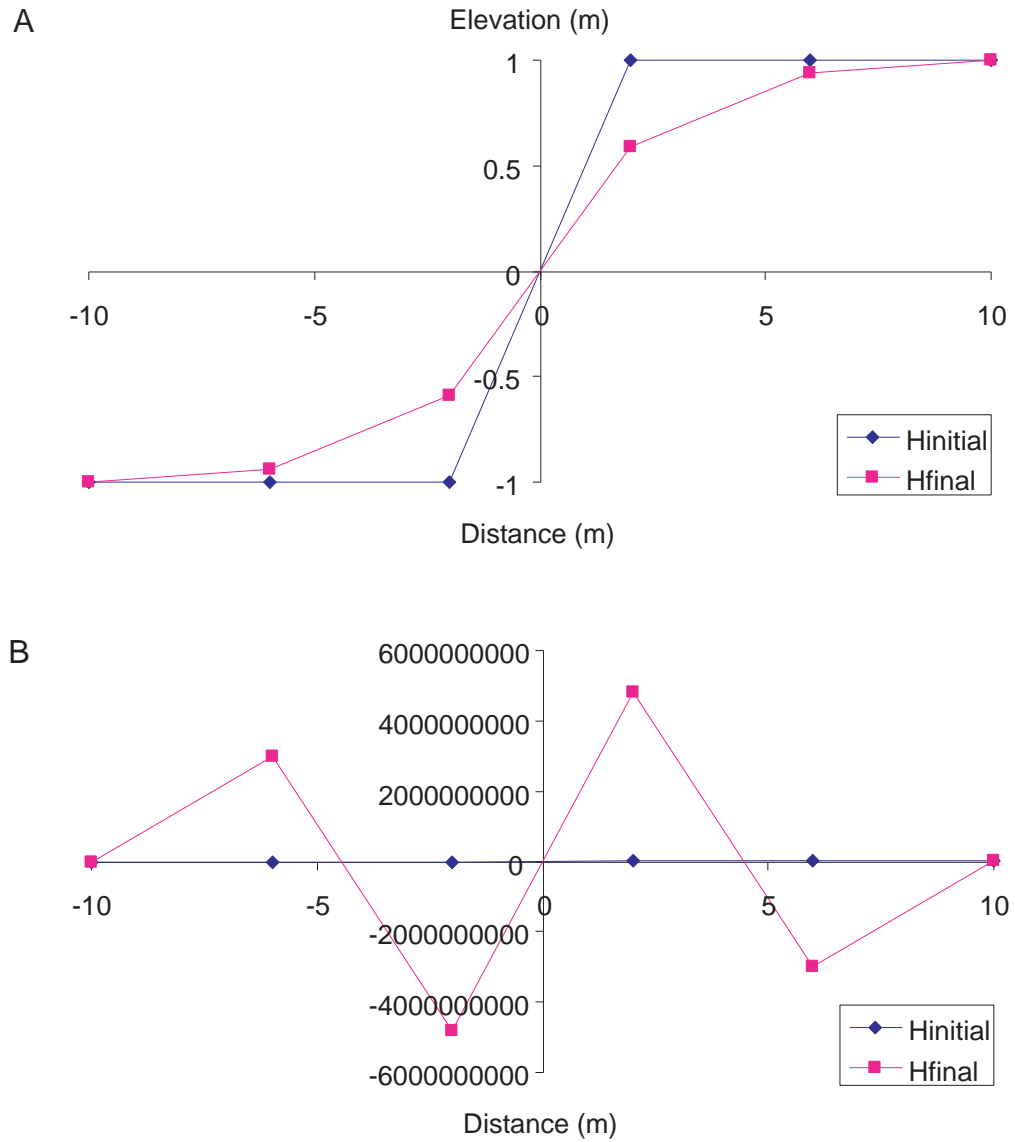 A
Elevation (m)
1
0.5
0
-10 -5 0 5 10
-0.5
Hinitial
Hfinal
-1
Distance (m)
B
6000000000
4000000000
2000000000
0
-10 -5 0 5 10
-2000000000
-4000000000
Hinitial
Hfinal
-6000000000
Distance (m)